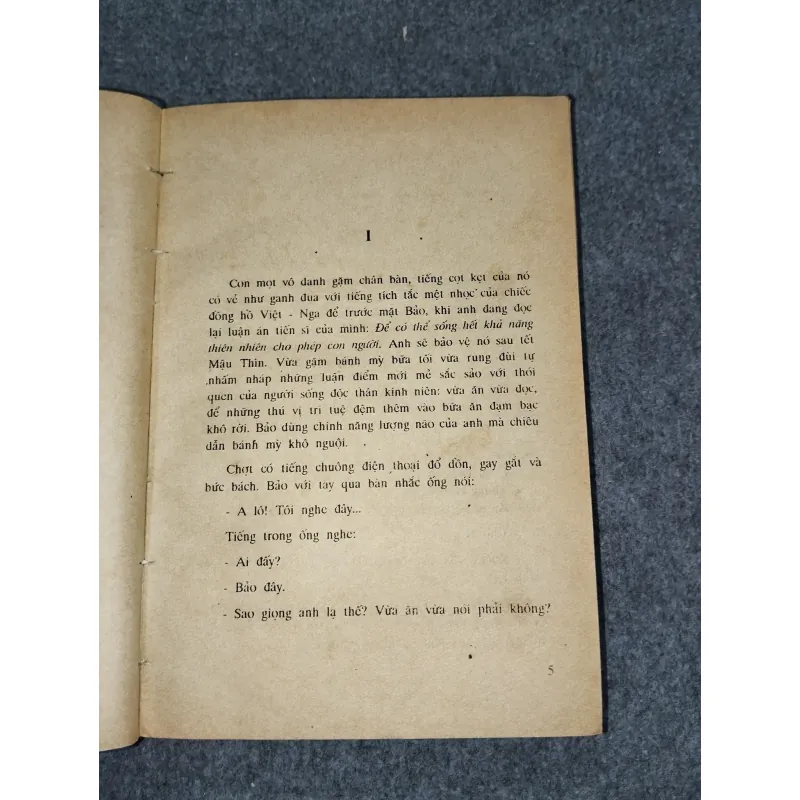 I
Con mọt vô danh gặm chân bàn, tiếng cọt kẹt của nó
có vẻ như ganh đua với tiếng tích tắc mệt nhọc của chiếc
đồng hồ Việt - Nga để trước mặt Bảo, khi anh đang đọc
lại luận án tiến sĩ của mình: Để có thể sống hết khả năng
thiên nhiên cho phép con người. Anh sẽ bảo vệ nó sau tết
Mậu Thìn. Vừa gặm bánh mỳ bữa tối vừa rung đùi tự
nhấm nháp những luận điểm mới mẻ sắc sảo với thói
quen của người sống độc thân kinh niên: vừa ăn vừa đọc,
để những thú vị trí tuệ đệm thêm vào bữa ăn đạm bạc
khô rời. Bảo dùng chính năng lượng não của anh mà chiêu
dẫn bánh mỳ khô nguội.
Chợt có tiếng chuông điện thoại đổ dồn, gay gắt và
bức bách. Bảo với tay qua bàn nhắc ống nói:
- A lô! Tôi nghe đây...
Tiếng trong ống nghe:
- Ai đấy?
- Bảo đây.
- Sao giọng anh lạ thế? Vừa ăn vừa nói phải không?
5